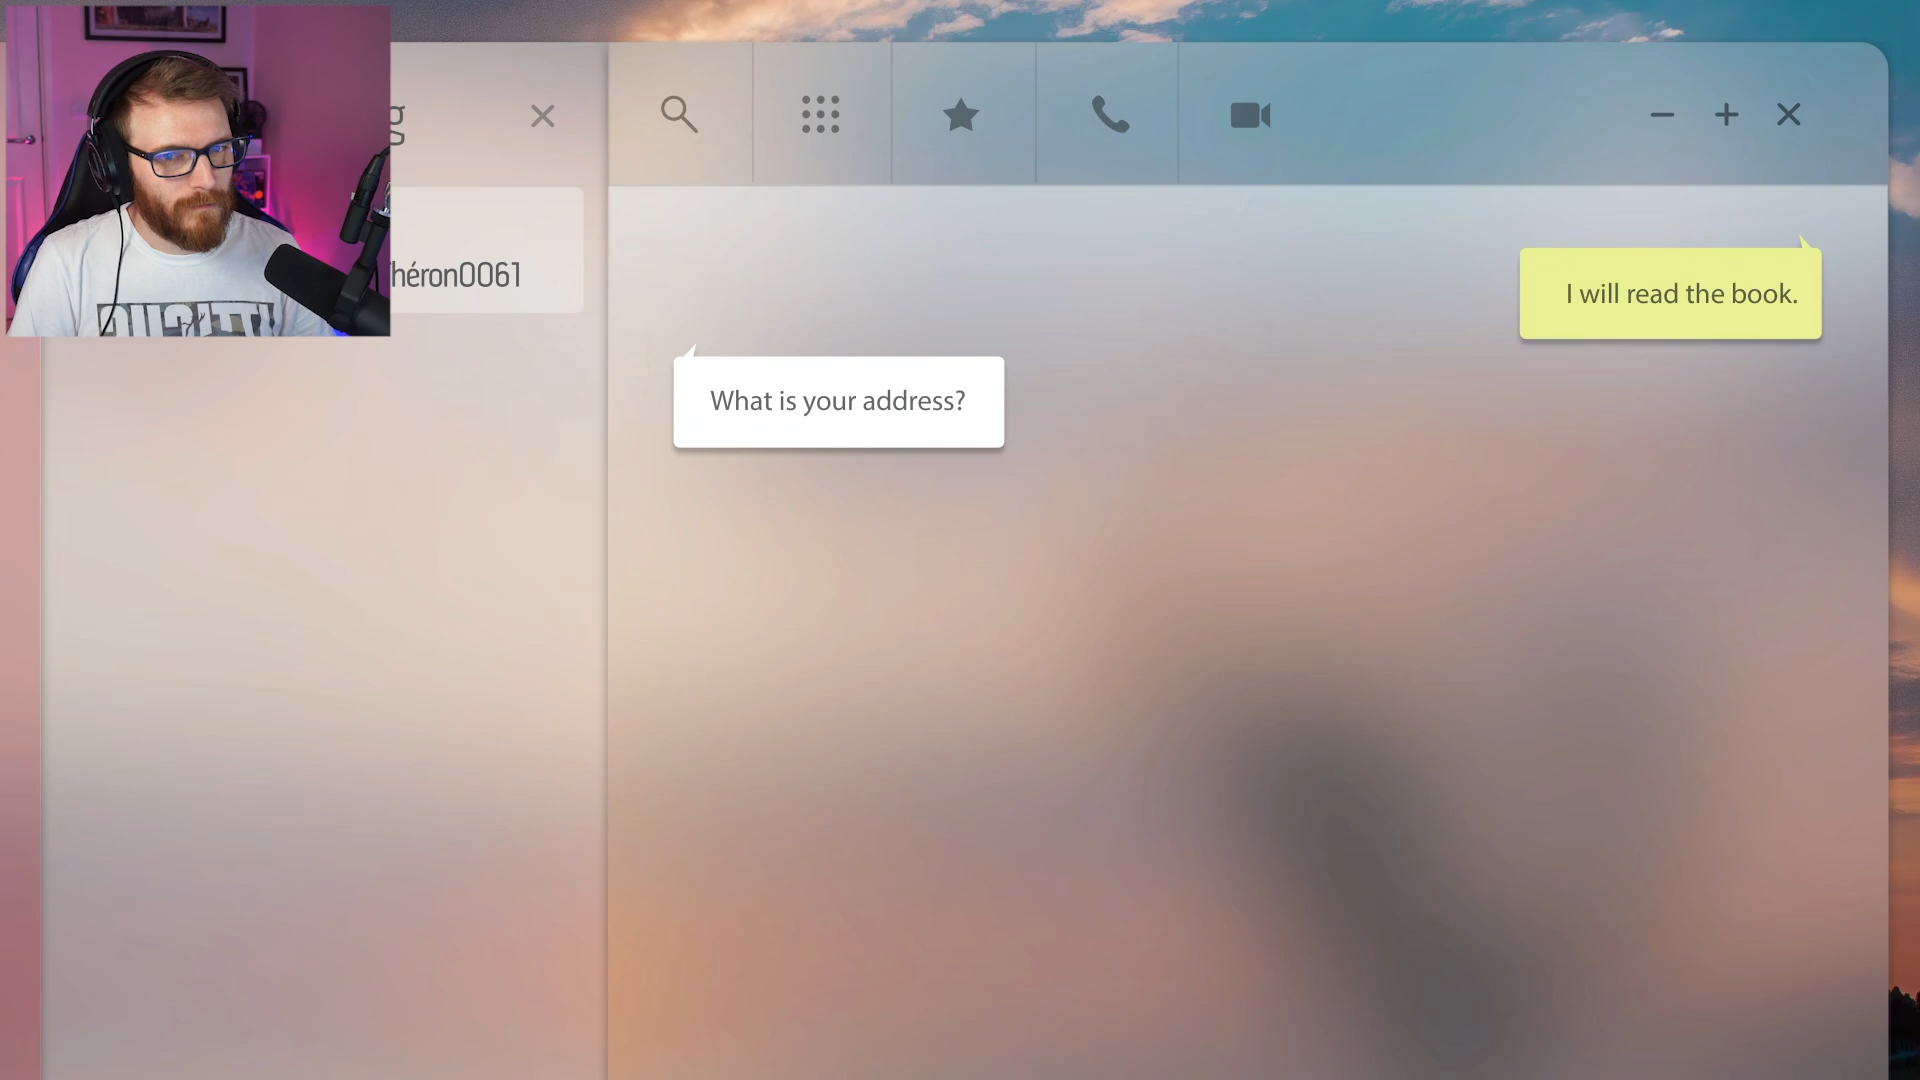 g
héron0061
I will read the book.
What is your address?